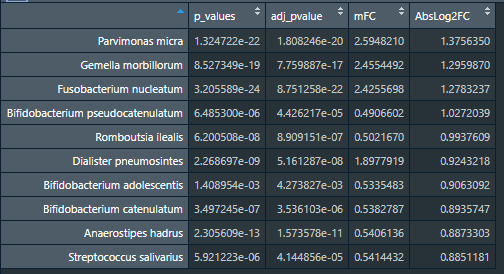 p_values adj_pvalue mFC AbsLog2FC
Parvimonas micra 1.324722e-22 1.808246e-20 2.5948210 1.3756350
Gemella morbillorum 8.527349e-19 7.759887e-17 2.4554492 1.2959870
Fusobacterium nucleatum 3.205589e-24 8.751258e-22 2.4255698 1.2783237
Bifidobacterium pseudocatenulatum 6.485300e-06 4.426217e-05 0.4906602 1.0272039
Romboutsia ilealis 6.200508e-08 8.909151e-07 0.5021670 0.9937609
Dialister pneumosintes 2.268697e-09 5.161287e-08 1.8977919 0.9243218
Bifidobacterium adolescentis 1.408954e-03 4.273827e-03 0.5335483 0.9063092
Bifidobacterium catenulatum 3.497245e-07 3.536103e-06 0.5382787 0.8935747
Anaerostipes hadrus 2.305609e-13 1.573578e-11 0.5406136 0.8873303
Streptococcus salivarius 5.921223e-06 4.144856e-05 0.5414432 0.8851181